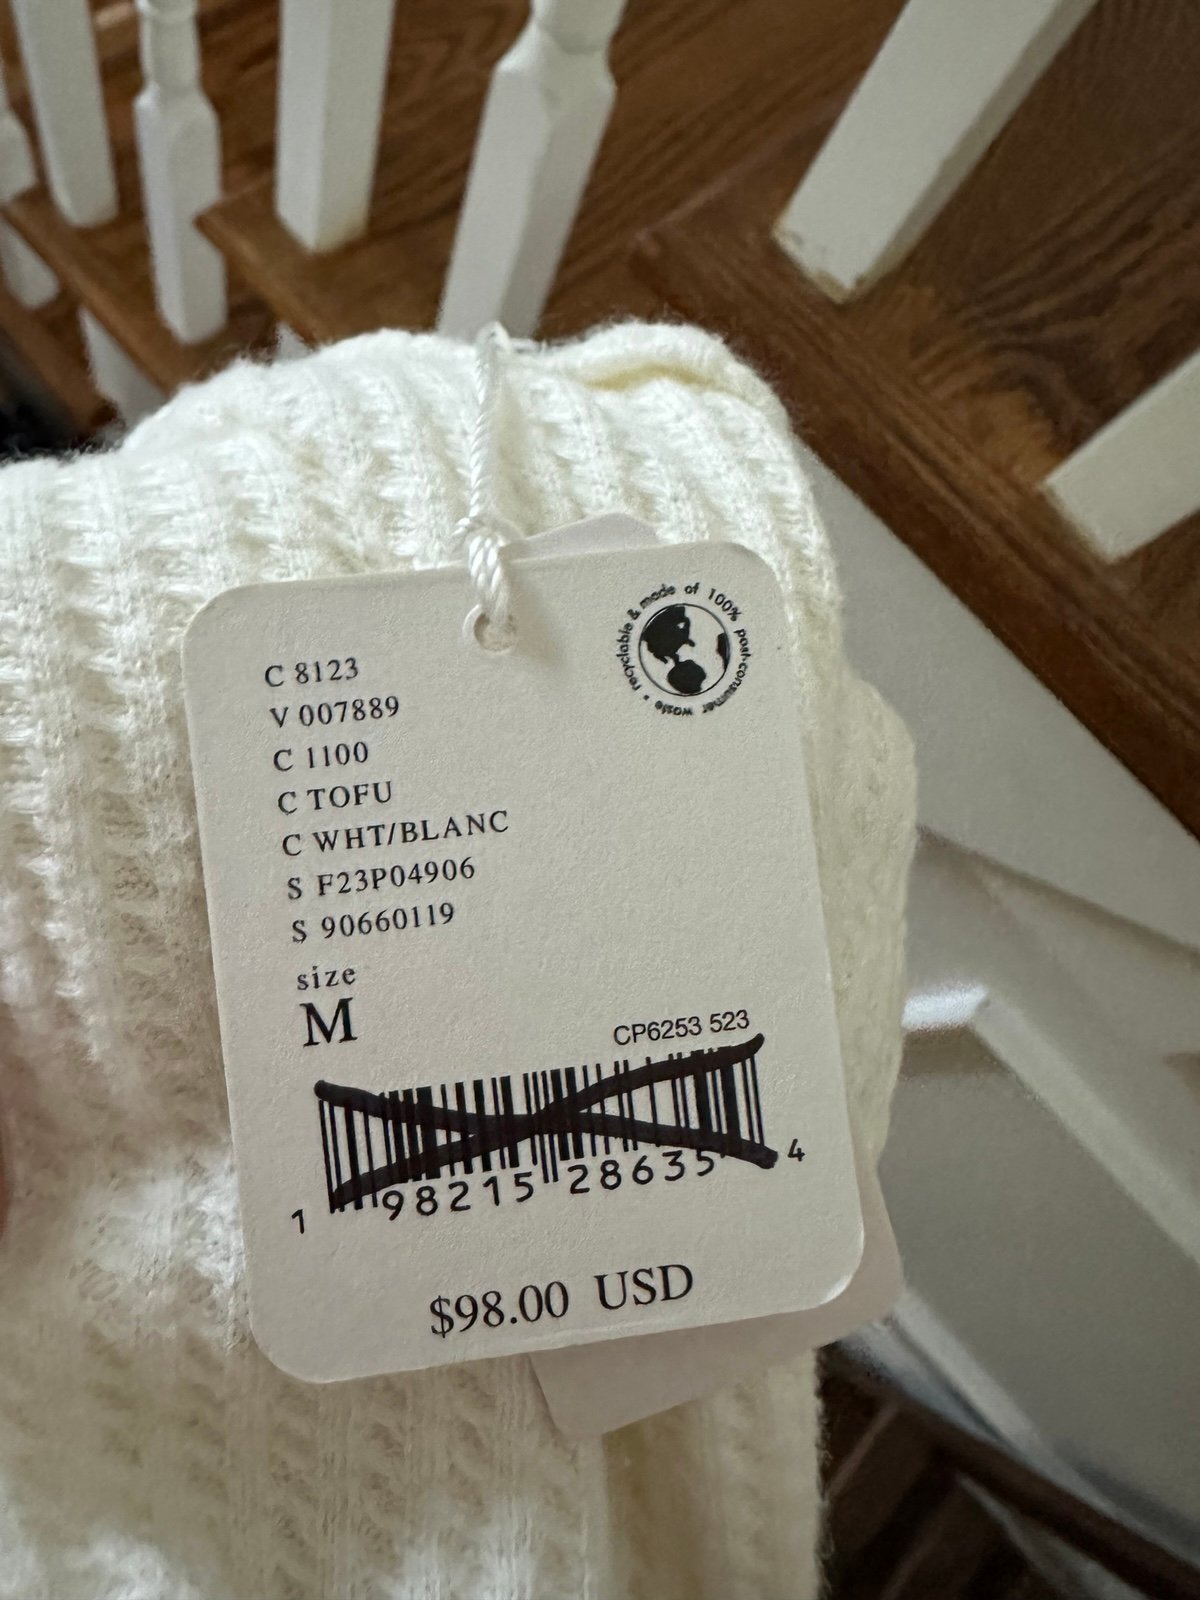 recyclable & made of 100% post-consumer waste •
C 8123
V 007889
C 1100
C TOFU
C WHT/BLANC
S F23P04906
S 90660119
size
M
CP6253 523
1 98215 28635 4
$98.00 USD